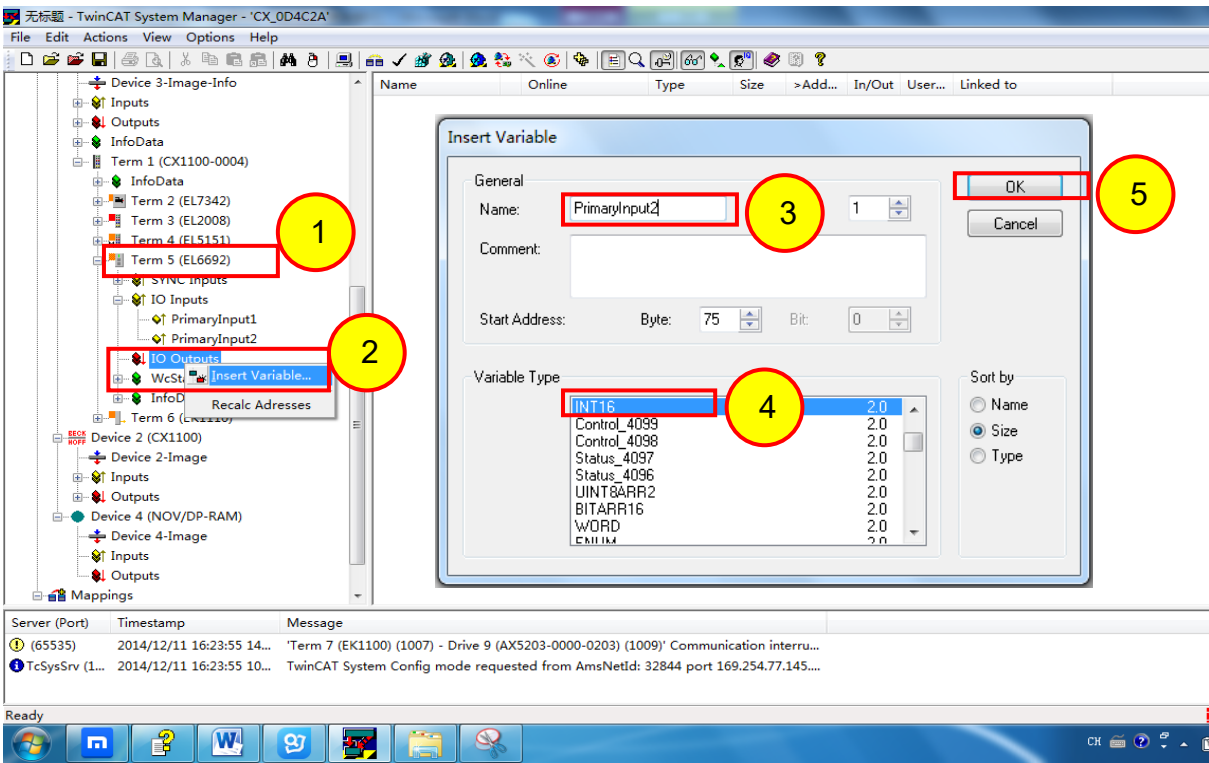 无标题 - TwinCAT System Manager - 'CX_0D4C2A'
File Edit Actions View Options Help
Device 3-Image-Info
Inputs
Outputs
InfoData
Term 1 (CX1100-0004)
InfoData
Term 2 (EL7342)
Term 3 (EL2008)
Term 4 (EL5151)
Term 5 (EL6692)
SYNC Inputs
IO Inputs
PrimaryInput1
PrimaryInput2
IO Outputs
WcSta
InfoD
Term 6 (EK1110)
Device 2 (CX1100)
Device 2-Image
Inputs
Outputs
Device 4 (NOV/DP-RAM)
Device 4-Image
Inputs
Outputs
Mappings
Insert Variable...
Recalc Adresses
1
2
Name Online Type Size >Add... In/Out User... Linked to
Insert Variable
General
Name: PrimaryInput2 3 1
Comment:
Start Address: Byte: 75 Bit: 0
OK 5
Cancel
Variable Type
INT16 2.0
4
Control_4099 2.0
Control_4098 2.0
Status_4097 2.0
Status_4096 2.0
UINT8ARR2 2.0
BITARR16 2.0
WORD 2.0
ENUM 2.0
Sort by
Name
Size
Type
Server (Port) Timestamp Message
(65535) 2014/12/11 16:23:55 14... 'Term 7 (EK1100) (1007) - Drive 9 (AX5203-0000-0203) (1009)' Communication interru...
TcSysSrv (1... 2014/12/11 16:23:55 10... TwinCAT System Config mode requested from AmsNetId: 32844 port 169.254.77.145....
Ready
CH